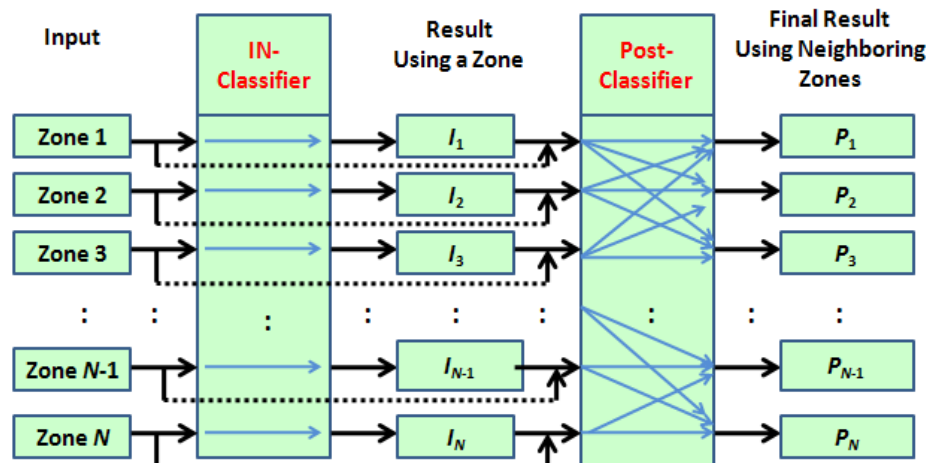 Input
IN-
Classifier
Result
Using a Zone
Post-
Classifier
Final Result
Using Neighboring
Zones
Zone 1
I1
P1
Zone 2
I2
P2
Zone 3
I3
P3
: : : : : : : :
Zone N-1
IN-1
PN-1
Zone N
IN
PN